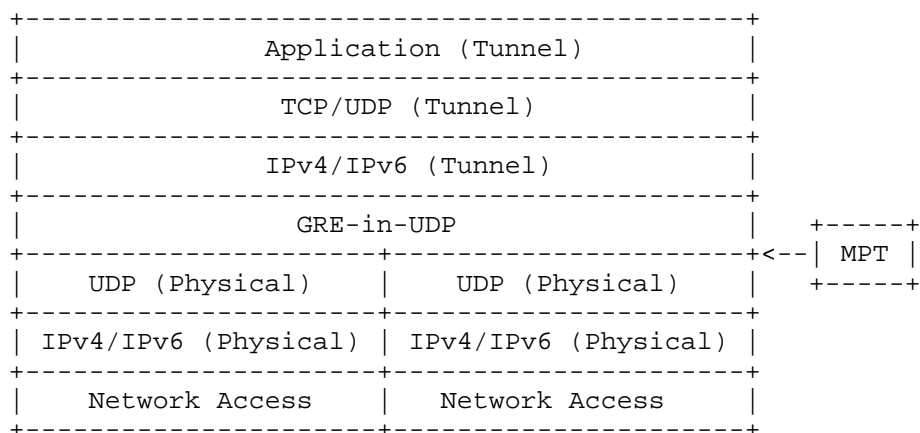 Application (Tunnel)
TCP/UDP (Tunnel)
IPv4/IPv6 (Tunnel)
GRE-in-UDP
MPT
UDP (Physical) UDP (Physical)
IPv4/IPv6 (Physical) IPv4/IPv6 (Physical)
Network Access Network Access